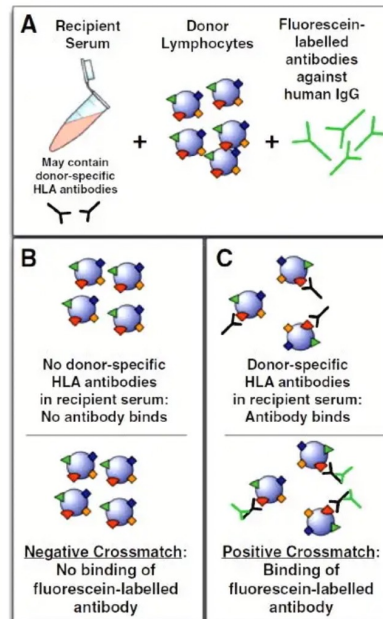 A
Recipient
Serum
May contain
donor-specific
HLA antibodies
Donor
Lymphocytes
Fluorescein-
labelled
antibodies
against
human IgG
+
+
B
No donor-specific
HLA antibodies
in recipient serum:
No antibody binds
Negative Crossmatch:
No binding of
fluorescein-labelled
antibody
C
Donor-specific
HLA antibodies
in recipient serum:
Antibody binds
Positive Crossmatch:
Binding of
fluorescein-labelled
antibody